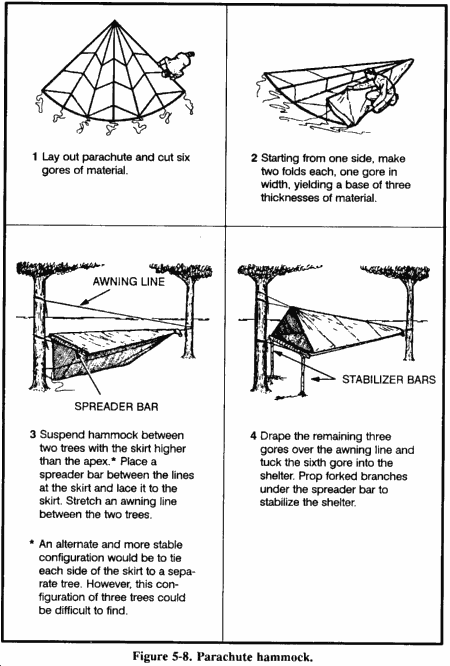 1 Lay out parachute and cut six
gores of material.
2 Starting from one side, make
two folds each, one gore in
width, yielding a base of three
thicknesses of material.
AWNING LINE
SPREADER BAR
3 Suspend hammock between
two trees with the skirt higher
than the apex.* Place a
spreader bar between the lines
at the skirt and lace it to the
skirt. Stretch an awning line
between the two trees.
* An alternate and more stable
configuration would be to tie
each side of the skirt to a sepa-
rate tree. However, this con-
figuration of three trees could
be difficult to find.
STABILIZER BARS
4 Drape the remaining three
gores over the awning line and
tuck the sixth gore into the
shelter. Prop forked branches
under the spreader bar to
stabilize the shelter.
Figure 5-8. Parachute hammock.